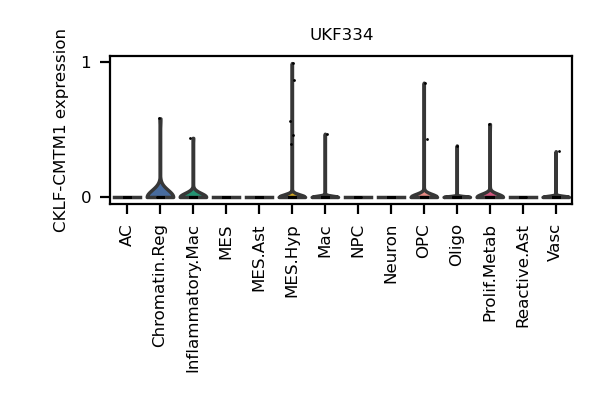 UKF334
CKLF-CMTM1 expression
1
0
AC
Chromatin.Reg
Inflammatory.Mac
MES
MES.Ast
MES.Hyp
Mac
NPC
Neuron
OPC
Oligo
Prolif.Metab
Reactive.Ast
Vasc